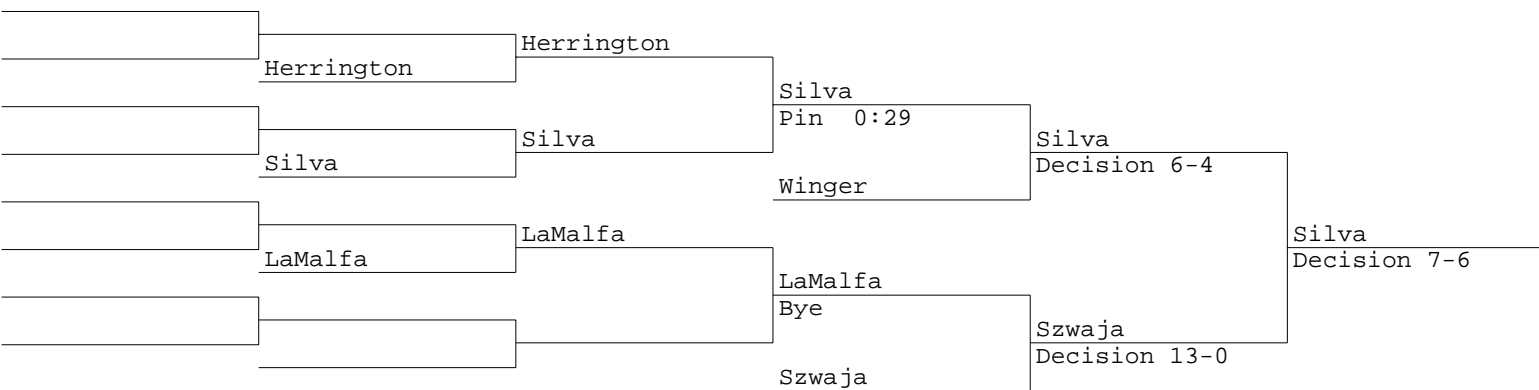 Herrington
Herrington
Silva
Pin 0:29
Silva
Silva
Silva
Decision 6-4
Winger
LaMalfa
LaMalfa
Silva
Decision 7-6
LaMalfa
Bye
Szwaja
Decision 13-0
Szwaja